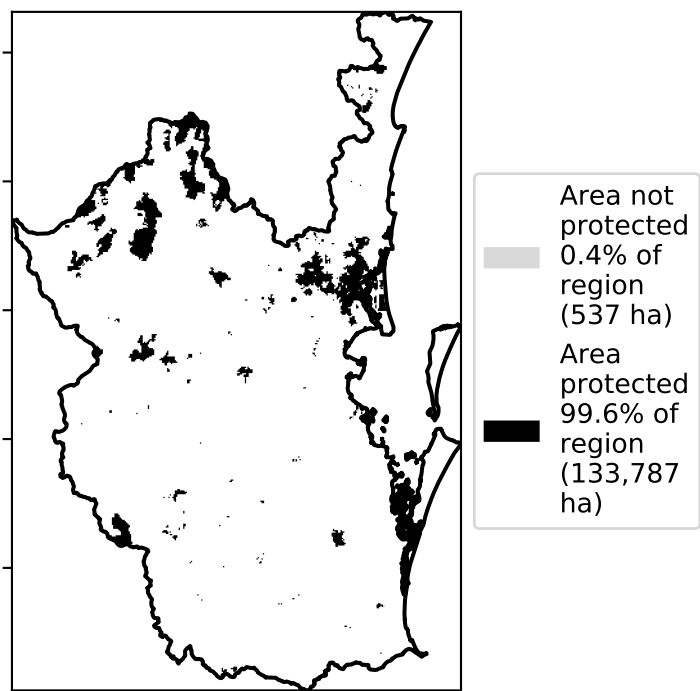 Area not
protected
0.4% of
region
(537 ha)
Area
protected
99.6% of
region
(133,787
ha)